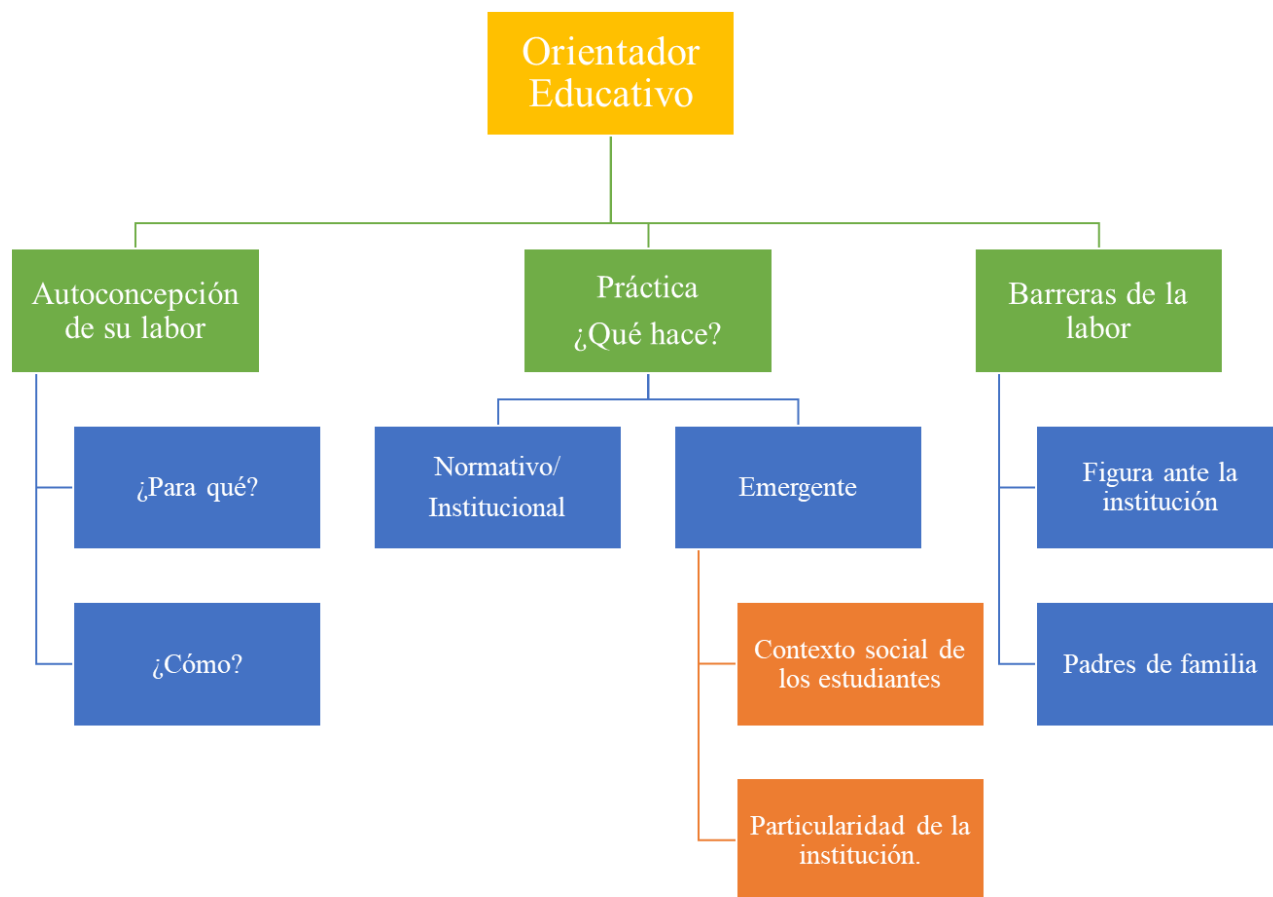 Orientador
Educativo
Autoconcepción
de su labor
Práctica
¿Qué hace?
Barreras de la
labor
¿Para qué?
Normativo/
Institucional
Emergente
Figura ante la
institución
¿Cómo?
Contexto social de
los estudiantes
Padres de familia
Particularidad de la
institución.